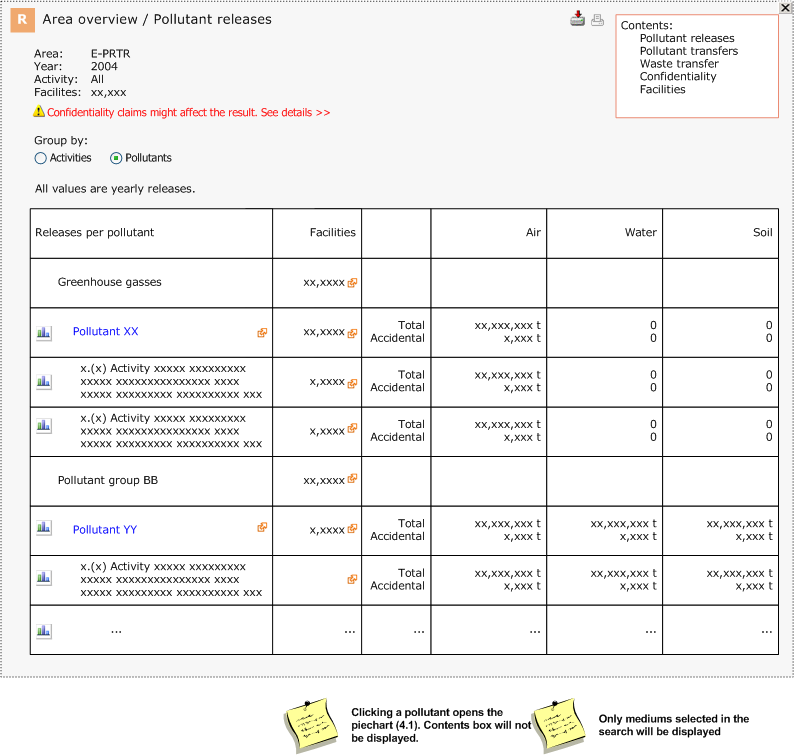 R Area overview / Pollutant releases
Contents:
Pollutant releases
Pollutant transfers
Waste transfer
Confidentiality
Facilities
Area: E-PRTR
Year: 2004
Activity: All
Facilites: xx,xxx
Confidentiality claims might affect the result. See details >>
Group by:
Activities Pollutants
All values are yearly releases.
Releases per pollutant Facilities Air Water Soil
Greenhouse gasses xx,xxxx
Pollutant XX xx,xxxx Total xx,xxx,xxx t 0 0
Accidental x,xxx t 0 0
x.(x) Activity xxxxx xxxxxxxxx
xxxxx xxxxxxxxxxxxxxx xxxx
xxxxx xxxxxxxxx xxxxxxxxxx xxx
x,xxxx Total xx,xxx,xxx t 0 0
Accidental x,xxx t 0 0
x.(x) Activity xxxxx xxxxxxxxx
xxxxx xxxxxxxxxxxxxxx xxxx
xxxxx xxxxxxxxx xxxxxxxxxx xxx
x,xxxx Total xx,xxx,xxx t 0 0
Accidental x,xxx t 0 0
Pollutant group BB xx,xxxx
Pollutant YY x,xxxx Total xx,xxx,xxx t xx,xxx,xxx t xx,xxx,xxx t
Accidental x,xxx t x,xxx t x,xxx t
x.(x) Activity xxxxx xxxxxxxxx
xxxxx xxxxxxxxxxxxxxx xxxx
xxxxx xxxxxxxxx xxxxxxxxxx xxx
Total xx,xxx,xxx t xx,xxx,xxx t xx,xxx,xxx t
Accidental x,xxx t x,xxx t x,xxx t
... ... ... ... ... ...
Clicking a pollutant opens the
piechart (4.1). Contents box will not
be displayed.
Only mediums selected in the
search will be displayed